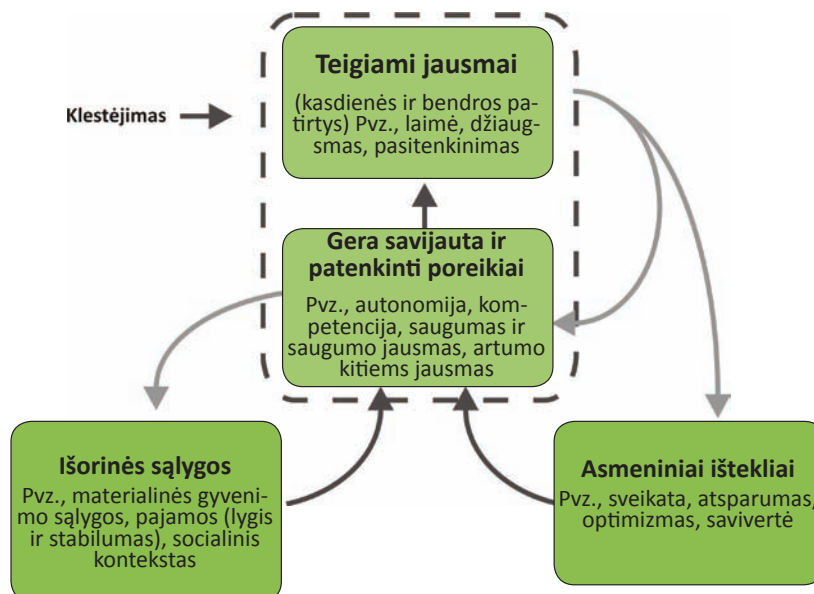 Teigiami jausmai
(kasdienės ir bendros pa-
tirtys) Pvz., laimė, džiaug-
smas, pasitenkinimas
Klestėjimas
Gera savijauta ir
patenkinti poreikiai
Pvz., autonomija, kom-
petencija, saugumas ir
saugumo jausmas, artumo
kitiems jausmas
Išorinės sąlygos
Pvz., materialinės gyveni-
mo sąlygos, pajamos (lygis
ir stabilumas), socialinis
kontekstas
Asmeniniai ištekliai
Pvz., sveikata, atsparumas,
optimizmas, savivertė